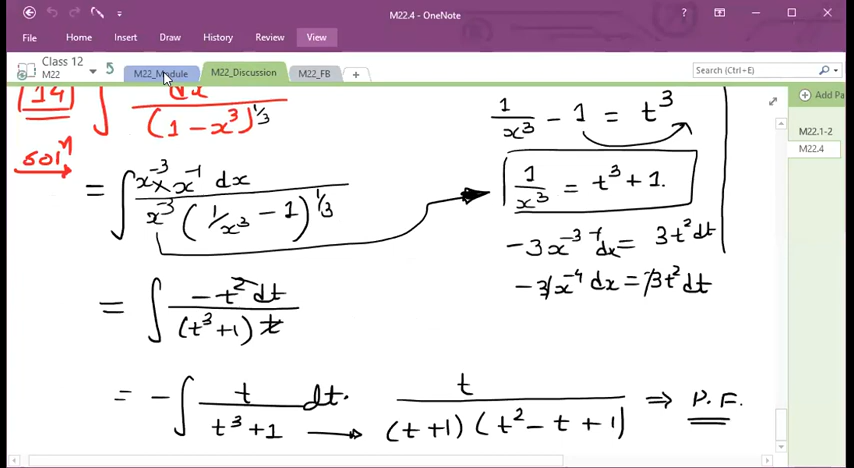 M22.4 - OneNote
File Home Insert Draw History Review View
Class 12
M22
M22_Module M22_Discussion M22_FB
Search (Ctrl+E)
Add Pa
M22.1-2
M22.4
14 ∫ dx / (1 - x³)^1/3
solⁿ
= ∫ x⁻³ × x⁻¹ dx / x⁻³ (1/x³ - 1)^1/3
1/x³ - 1 = t³
1/x³ = t³ + 1.
-3x⁻³⁻¹ dx = 3t² dt
-3x⁻⁴ dx = 3t² dt
= ∫ -t² dt / (t³+1) t
= - ∫ t / t³+1 dt. t / (t+1) (t² - t + 1) ⇒ P.F.